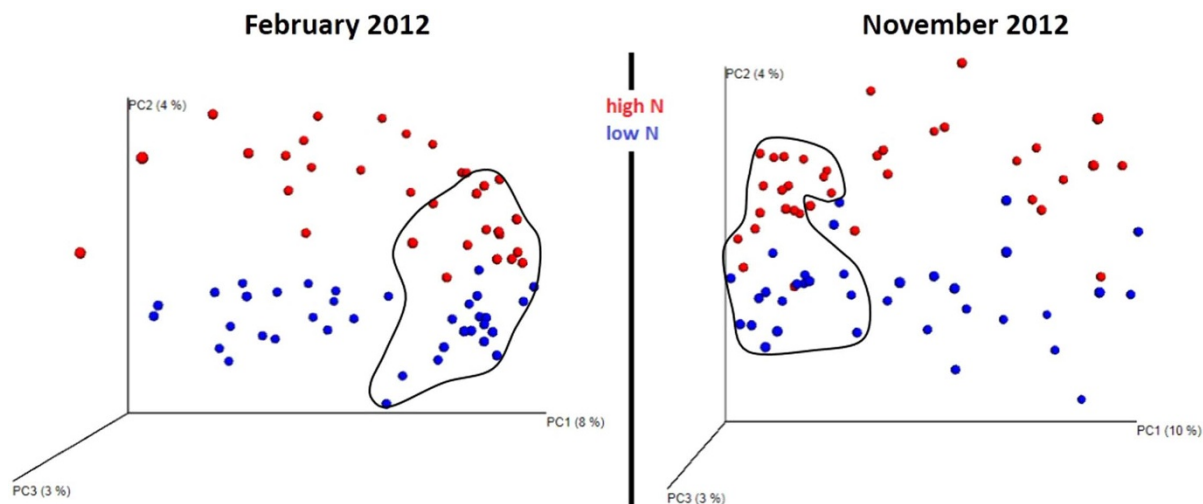 February 2012
November 2012
PC2 (4 %)
PC2 (4 %)
high N
low N
PC1 (8 %)
PC1 (10 %)
PC3 (3 %)
PC3 (3 %)